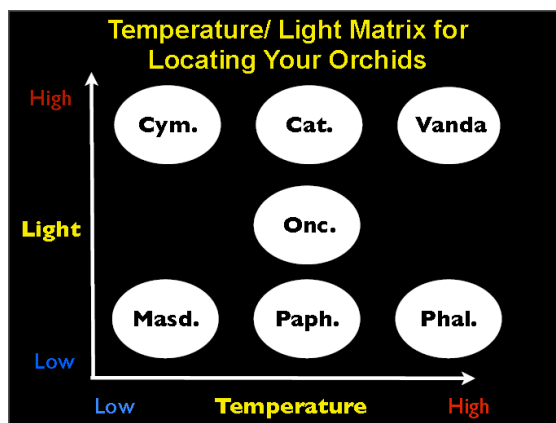 Temperature/ Light Matrix for
Locating Your Orchids
High
Cym.
Cat.
Vanda
Light
Onc.
Masd.
Paph.
Phal.
Low
Low
Temperature
High